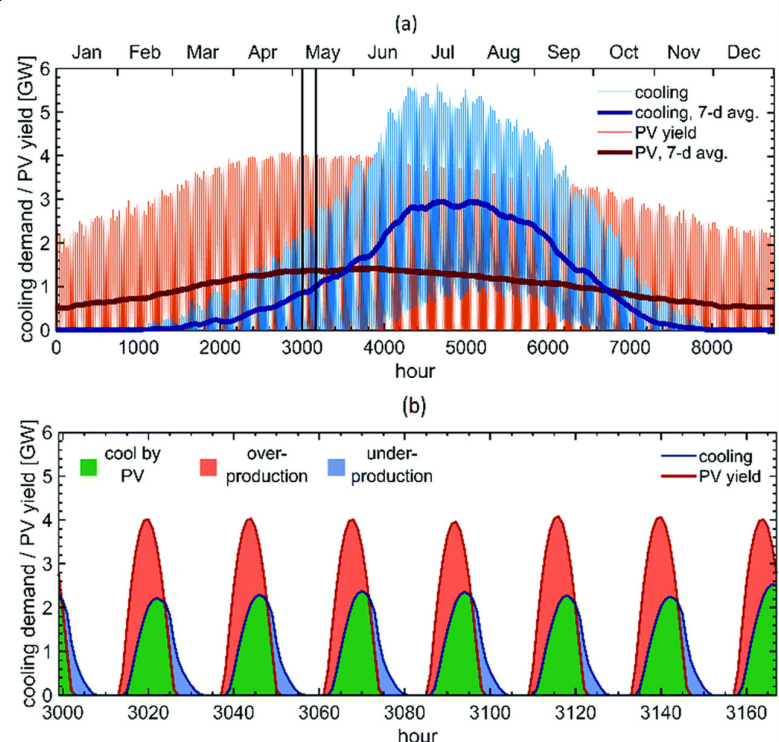 (a)
Jan Feb Mar Apr May Jun Jul Aug Sep Oct Nov Dec
cooling demand / PV yield [GW]
6
5
4
3
2
1
0
cooling
cooling, 7-d avg.
PV yield
PV, 7-d avg.
0 1000 2000 3000 4000 5000 6000 7000 8000
hour
(b)
cooling demand / PV yield [GW]
6
5
4
3
2
1
0
cool by
PV
over-
production
under-
production
cooling
PV yield
3000 3020 3040 3060 3080 3100 3120 3140 3160
hour